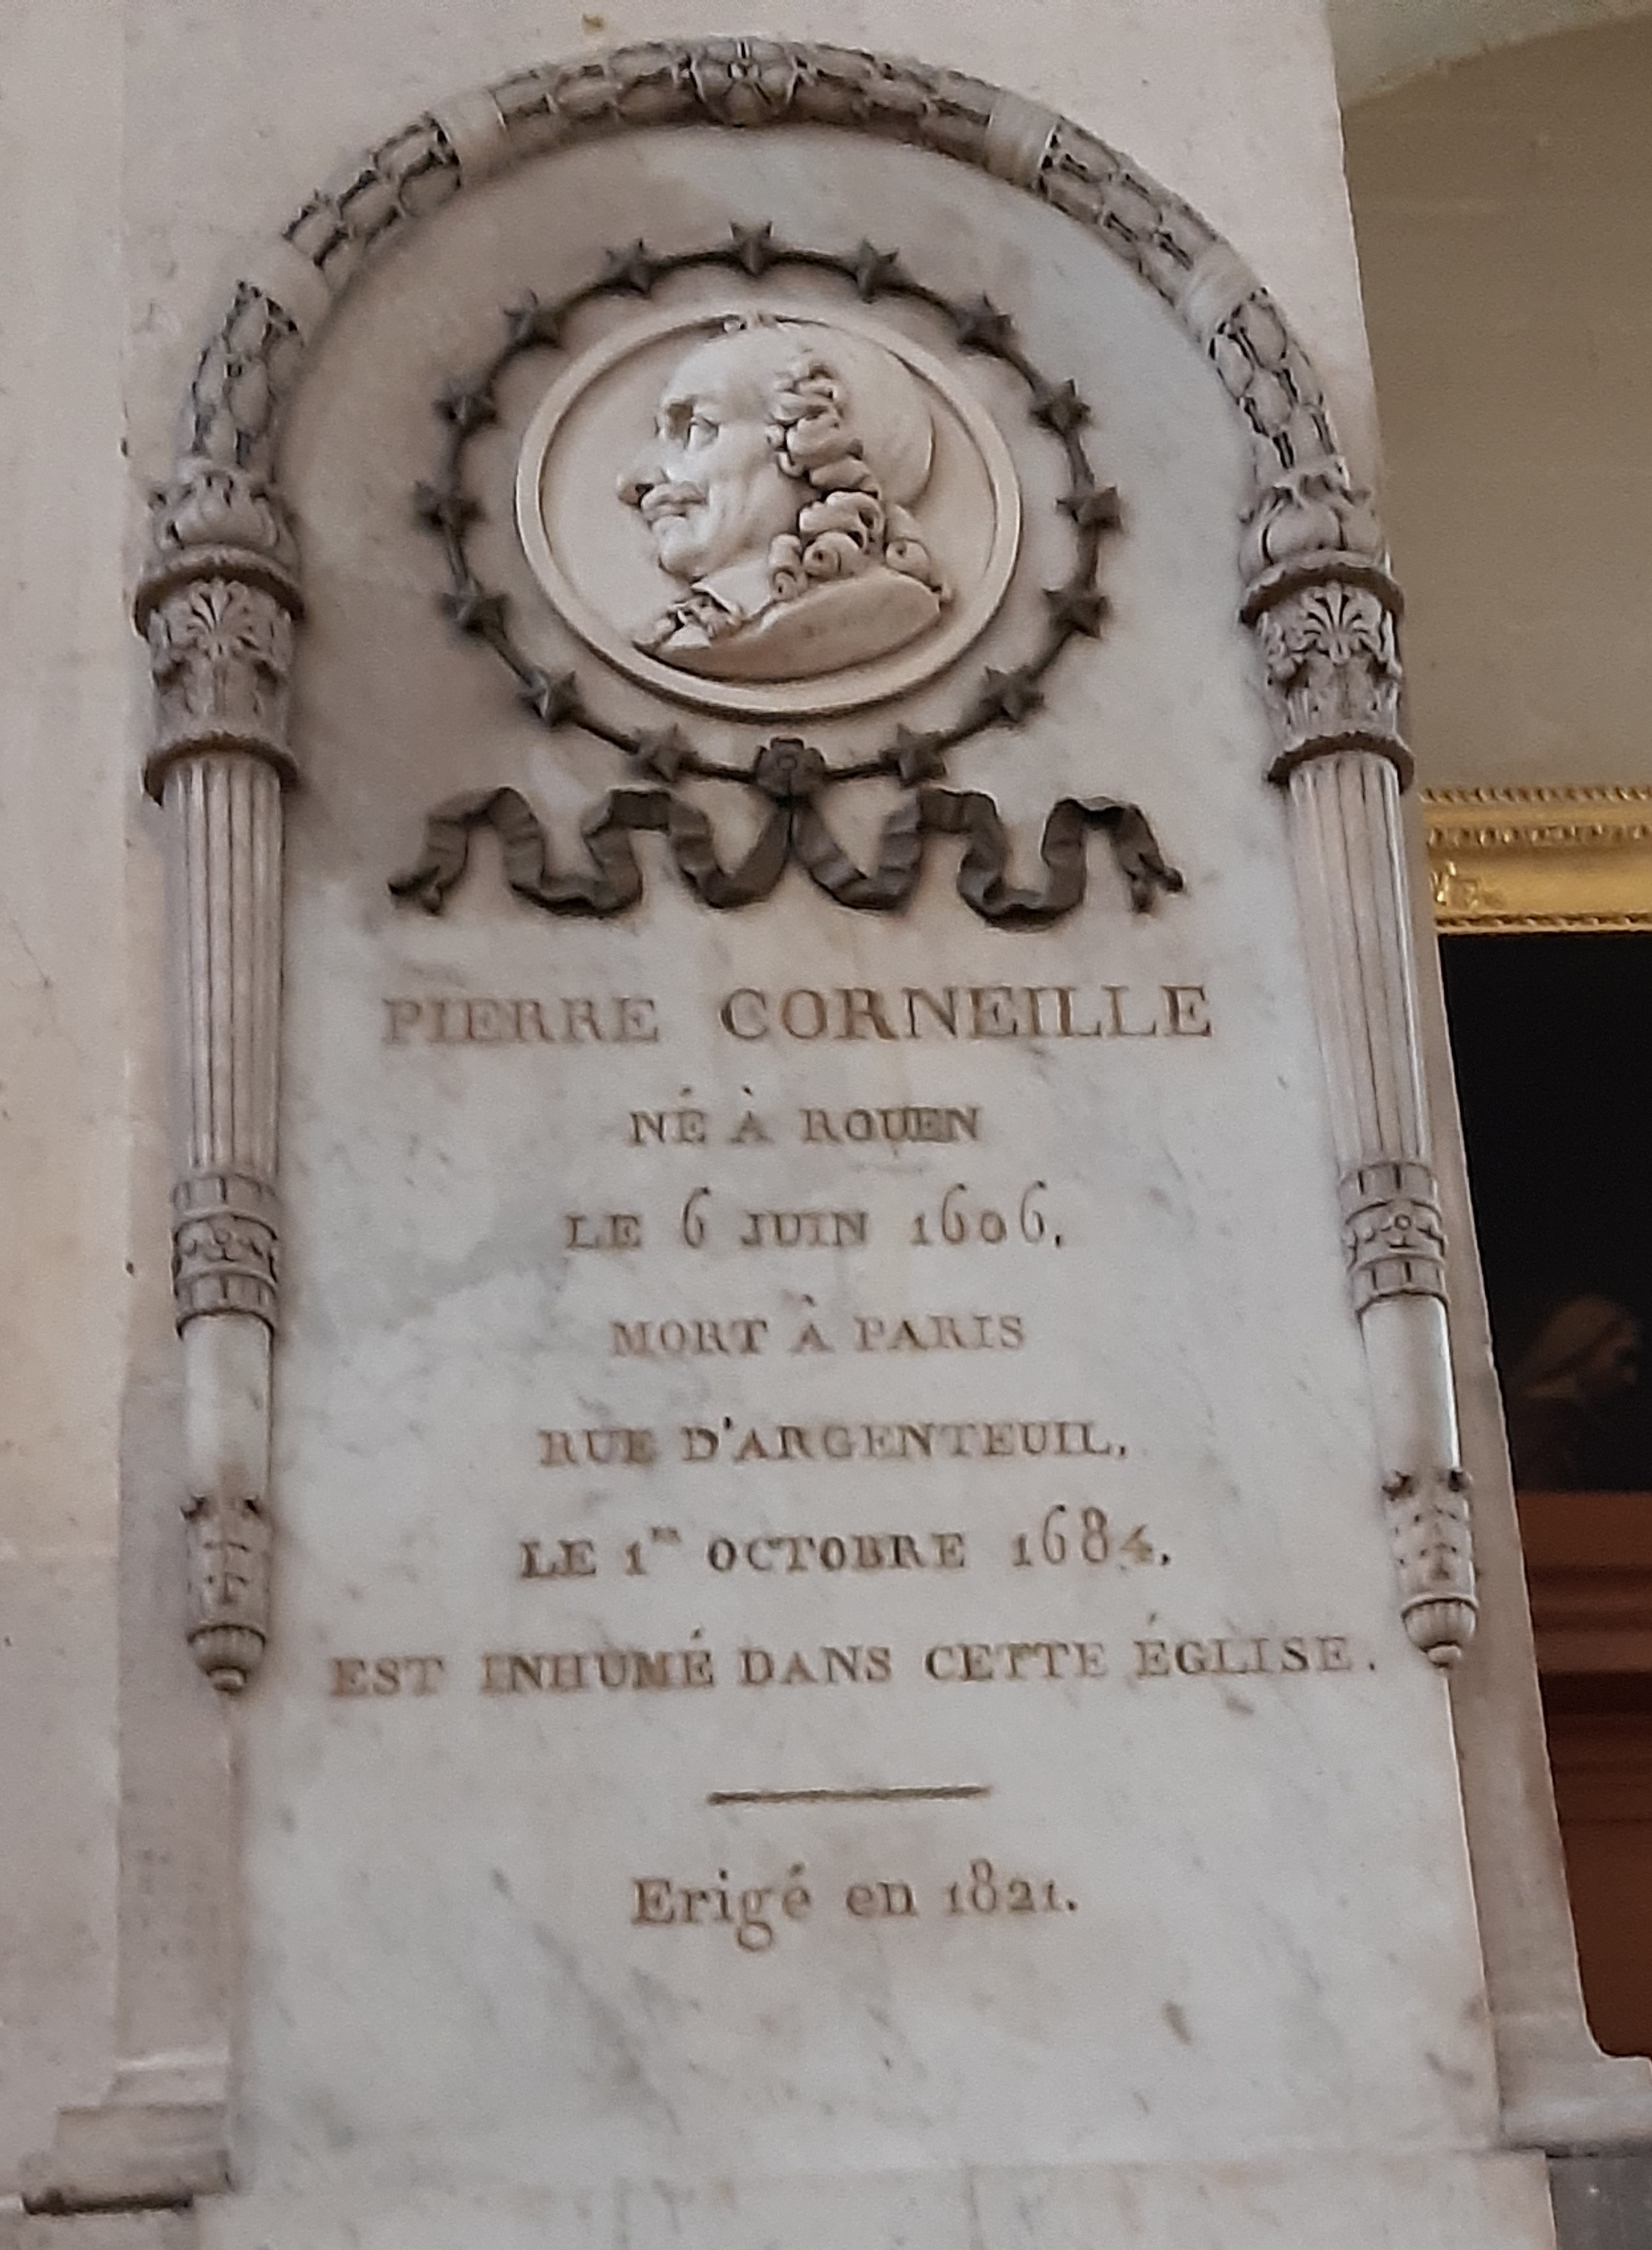 PIERRE CORNEILLE
NÉ À ROUEN
LE 6 JUIN 1606,
MORT À PARIS
RUE D'ARGENTEUIL,
LE 1ER OCTOBRE 1684,
EST INHUMÉ DANS CETTE ÉGLISE.
Erigé en 1821.